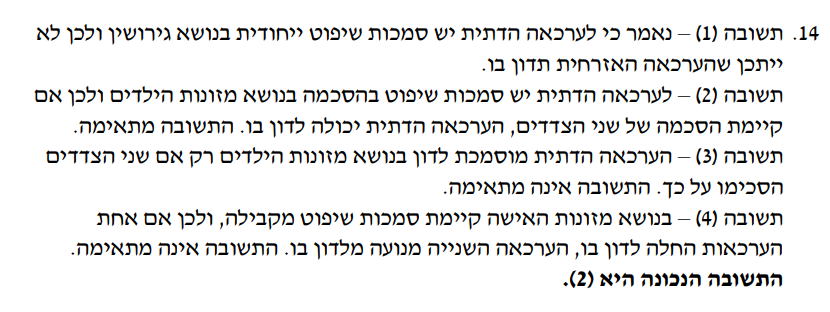 14. תשובה (1) – נאמר כי לערכאה הדתית יש סמכות שיפוט ייחודית בנושא גירושין ולכן לא
ייתכן שהערכאה האזרחית תדון בו.
תשובה (2) – לערכאה הדתית יש סמכות שיפוט בהסכמה בנושא מזונות הילדים ולכן אם
קיימת הסכמה של שני הצדדים, הערכאה הדתית יכולה לדון בו. התשובה מתאימה.
תשובה (3) – הערכאה הדתית מוסמכת לדון בנושא מזונות הילדים רק אם שני הצדדים
הסכימו על כך. התשובה אינה מתאימה.
תשובה (4) – בנושא מזונות האישה קיימת סמכות שיפוט מקבילה, ולכן אם אחת
הערכאות החלה לדון בו, הערכאה השנייה מנועה מלדון בו. התשובה אינה מתאימה.
התשובה הנכונה היא (2).